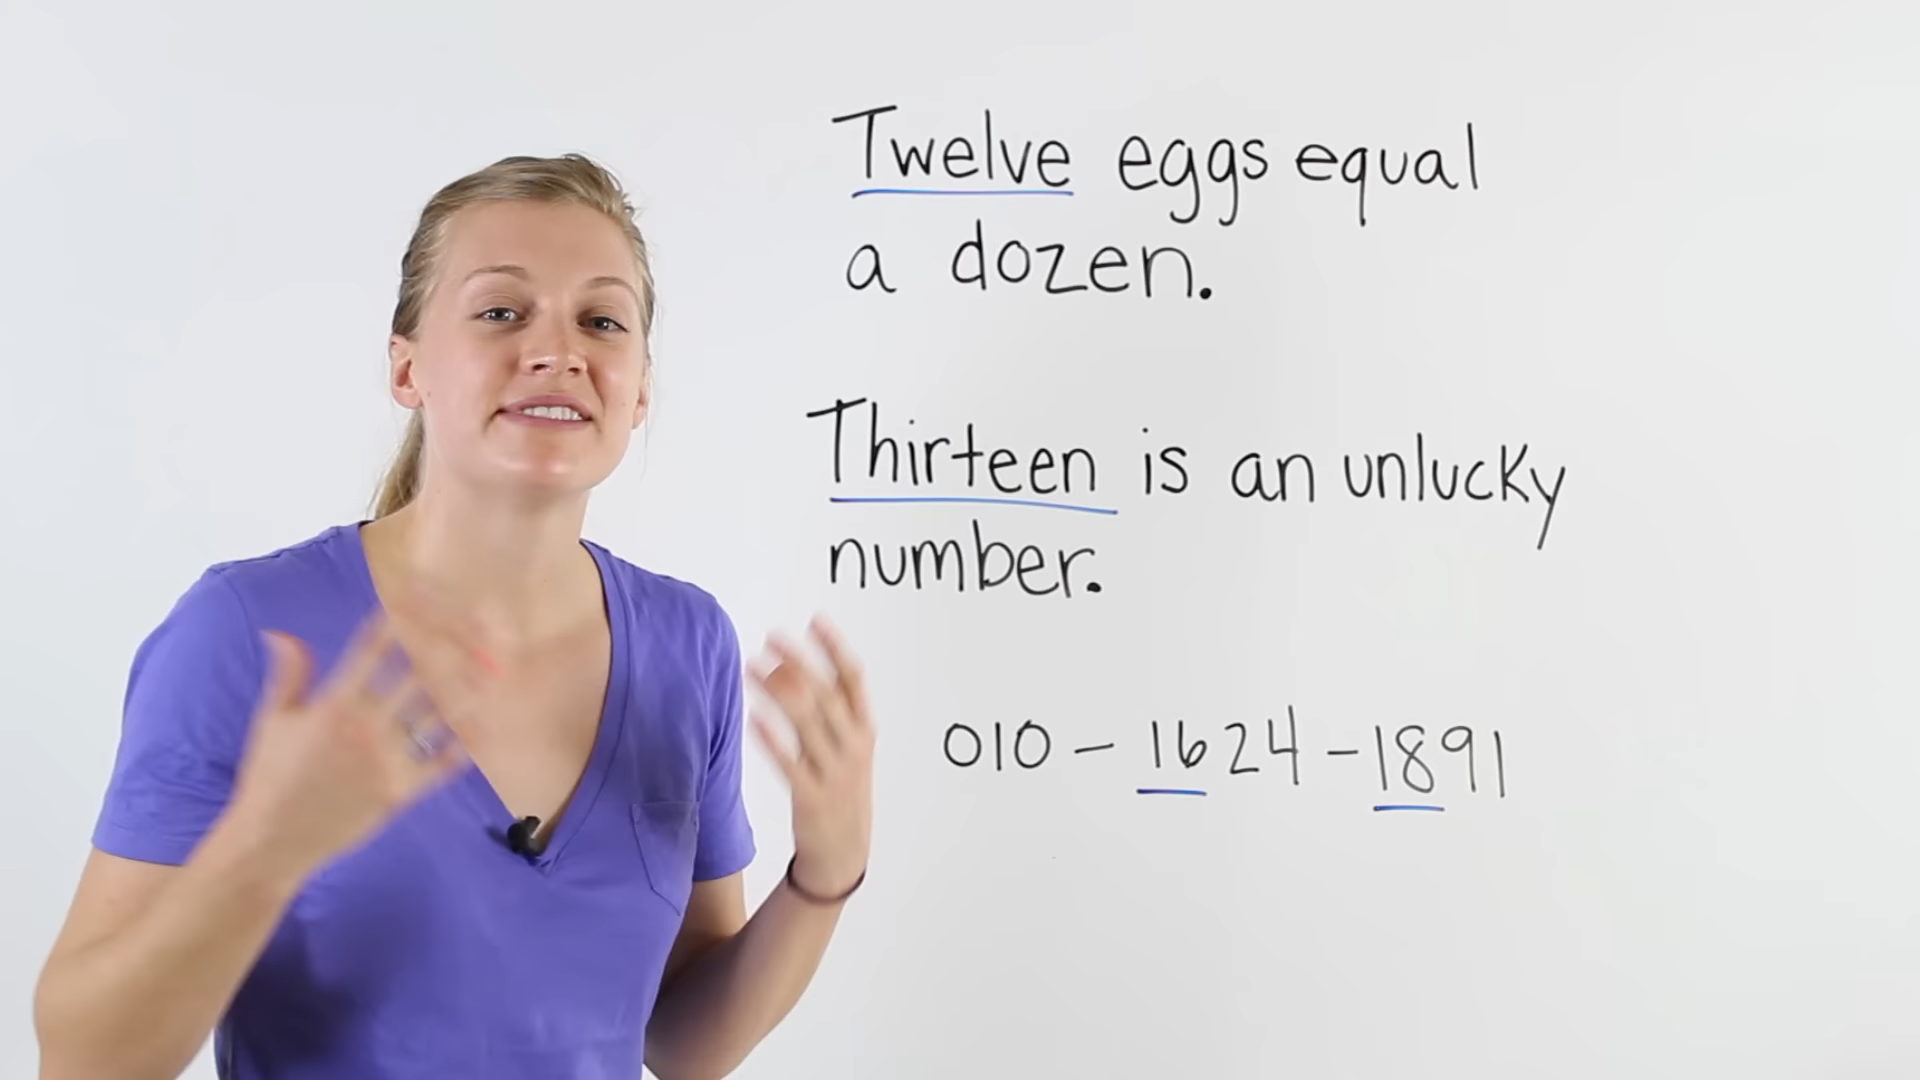 Twelve eggs equal
a dozen.
Thirteen is an unlucky
number.
010-1624-1891